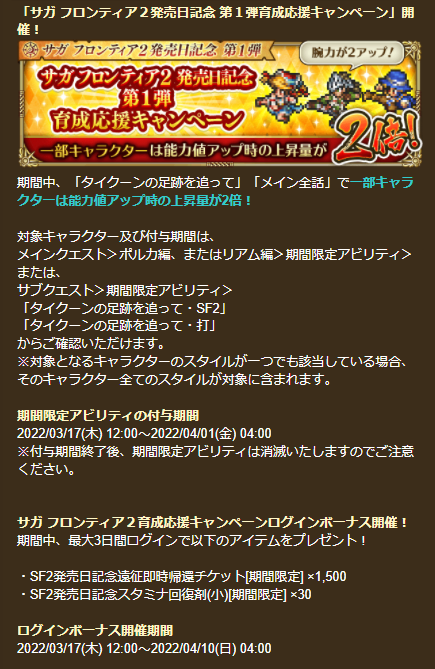 「サガ フロンティア２発売日記念 第１弾育成応援キャンペーン」開
催！
サガ フロンティア2 発売日記念 第1弾
腕力が2アップ！
サガ フロンティア2 発売日記念
第1弾
育成応援キャンペーン
一部キャラクターは能力値アップ時の上昇量が
2倍！
期間中、「タイクーンの足跡を追って」「メイン全話」で一部キャラ
クターは能力値アップ時の上昇量が2倍！
対象キャラクター及び付与期間は、
メインクエスト＞ポルカ編、またはリアム編＞期間限定アビリティ＞
または、
サブクエスト＞期間限定アビリティ＞
「タイクーンの足跡を追って・SF2」
「タイクーンの足跡を追って・打」
からご確認いただけます。
※対象となるキャラクターのスタイルが一つでも該当している場合、
そのキャラクター全てのスタイルが対象に含まれます。
期間限定アビリティの付与期間
2022/03/17(木) 12:00～2022/04/01(金) 04:00
※付与期間終了後、期間限定アビリティは消滅いたしますのでご注意
ください。
サガ フロンティア２育成応援キャンペーンログインボーナス開催！
期間中、最大3日間ログインで以下のアイテムをプレゼント！
・SF2発売日記念遠征即時帰還チケット[期間限定] ×1,500
・SF2発売日記念スタミナ回復剤(小)[期間限定] ×30
ログインボーナス開催期間
2022/03/17(木) 12:00～2022/04/10(日) 04:00